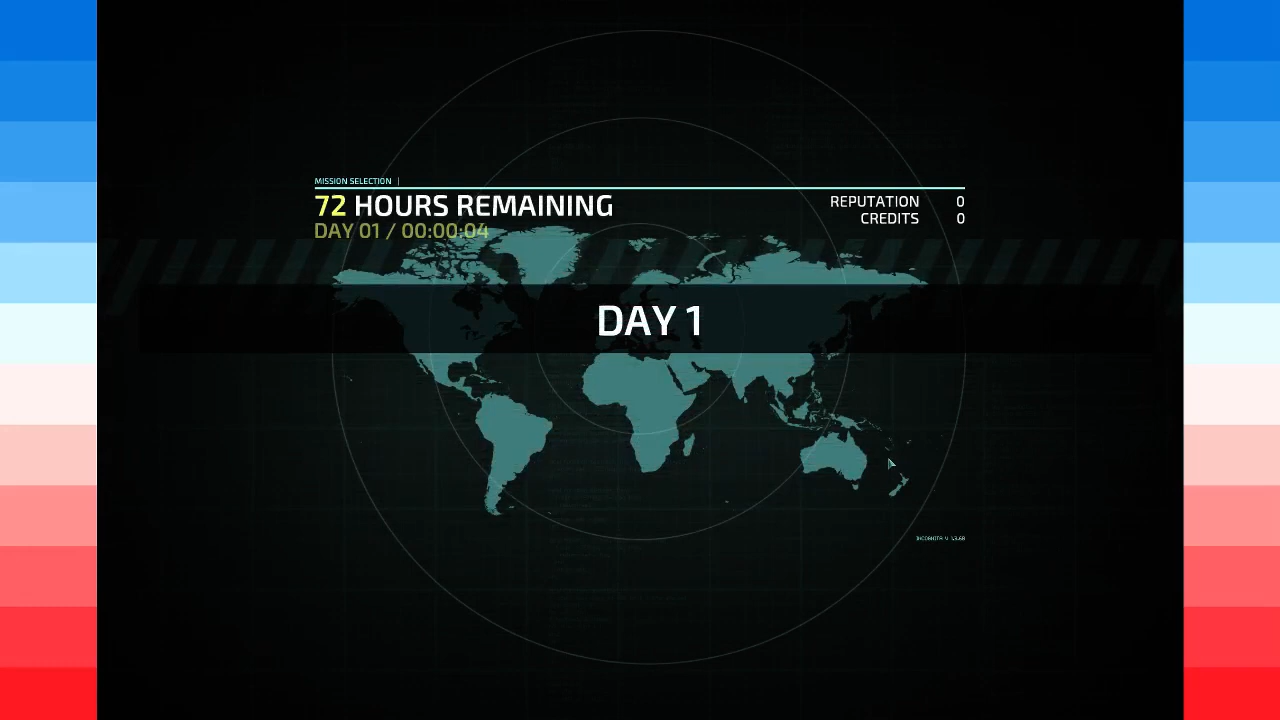 MISSION SELECTION
72 HOURS REMAINING
DAY 01 / 00:00:04
REPUTATION 0
CREDITS 0
DAY 1